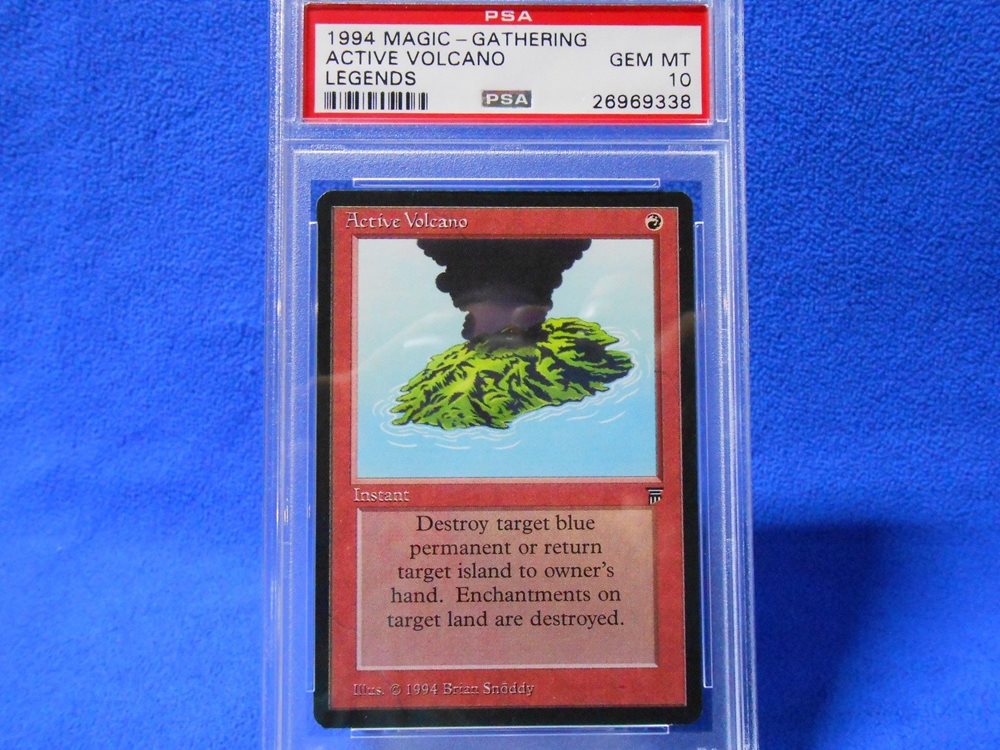 PSA
1994 MAGIC - GATHERING
ACTIVE VOLCANO GEM MT
LEGENDS 10
PSA 26969338
Active Volcano
Instant
Destroy target blue
permanent or return
target island to owner's
hand. Enchantments on
target land are destroyed.
Illus. © 1994 Brian Snōddy